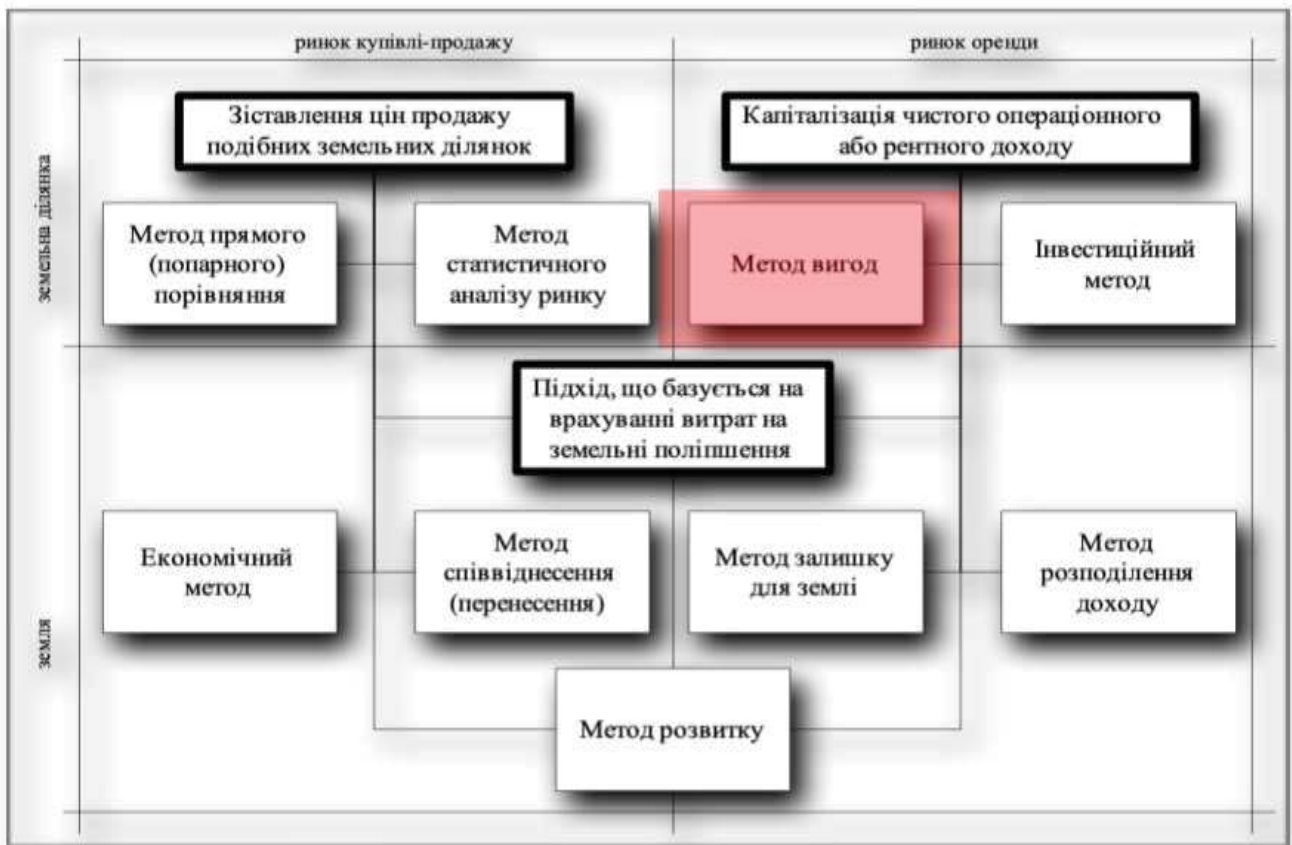 ринок купівлі-продажу
ринок оренди
Зіставлення цін продажу
подібних земельних ділянок
Капіталізація чистого операціонного
або рентного доходу
земельна ділянка
Метод прямого
(попарного)
порівняння
Метод
статистичного
аналізу ринку
Метод вигод
Інвестиційний
метод
Підхід, що базується на
врахуванні витрат на
земельні поліпшення
земля
Економічний
метод
Метод
співвіднесення
(перенесення)
Метод залишку
для землі
Метод
розподілення
доходу
Метод розвитку